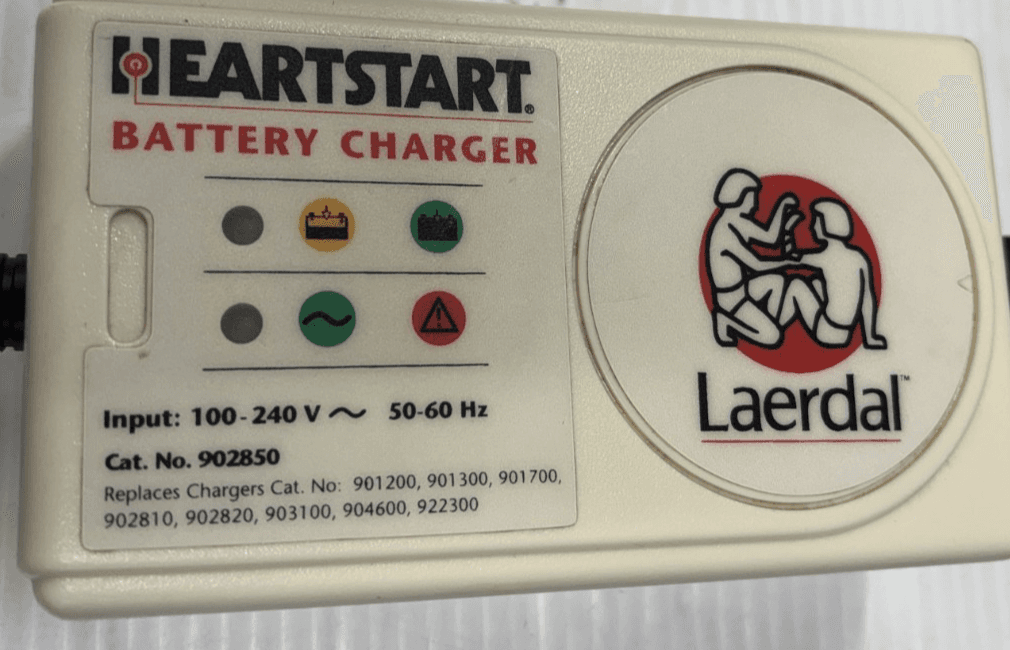 HEARTSTART®
BATTERY CHARGER
Input: 100-240 V ~ 50-60 Hz
Cat. No. 902850
Replaces Chargers Cat. No: 901200, 901300, 901700,
902810, 902820, 903100, 904600, 922300
Laerdal™